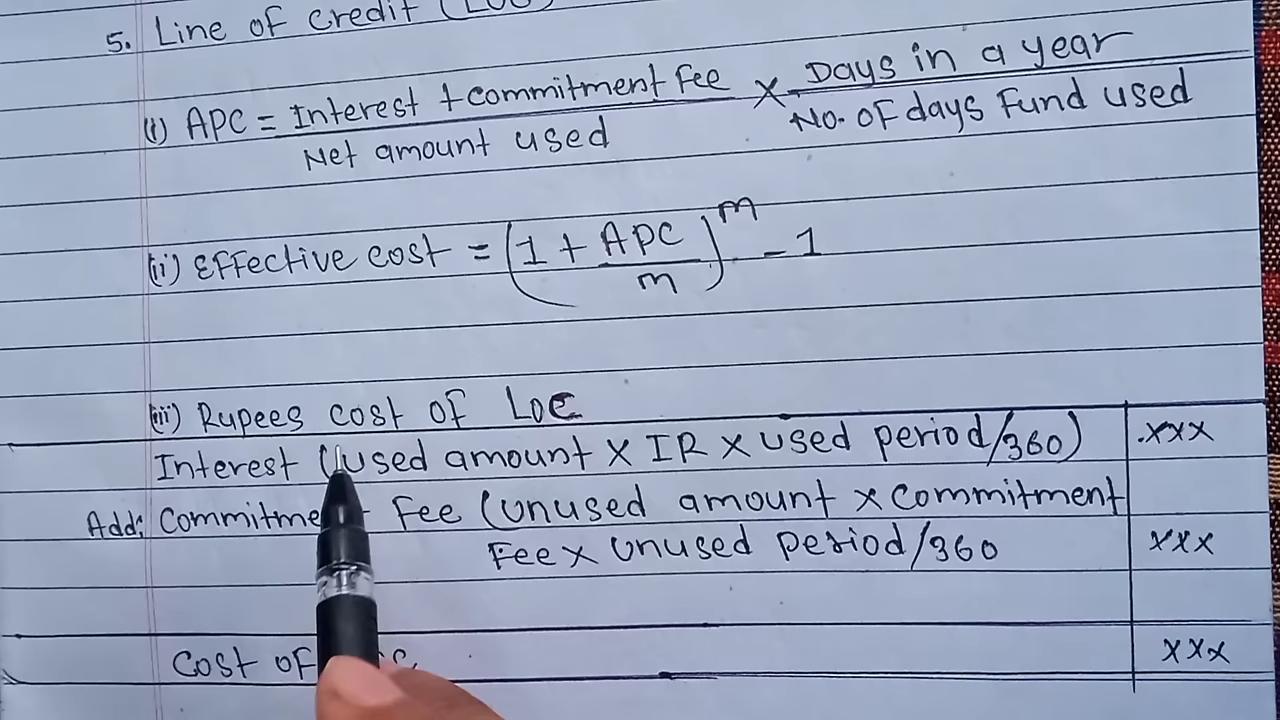 5. Line of credit (LOC)
(i) APC = Interest + commitment Fee × Days in a year
Net amount used No. of days Fund used
(ii) Effective cost = (1 + APC/m)^m - 1
(iii) Rupees cost of LOC
Interest (used amount × IR × used period/360) xxx
Add: Commitment Fee (unused amount × commitment
Fee × unused period/360 xxx
Cost of xxx